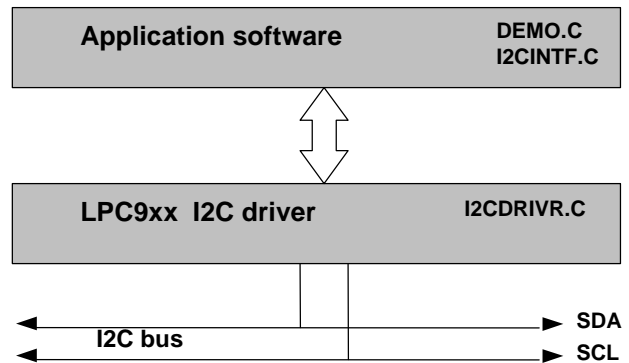 Application software
DEMO.C
I2CINTF.C
LPC9xx I2C driver
I2CDRIVR.C
I2C bus
SDA
SCL